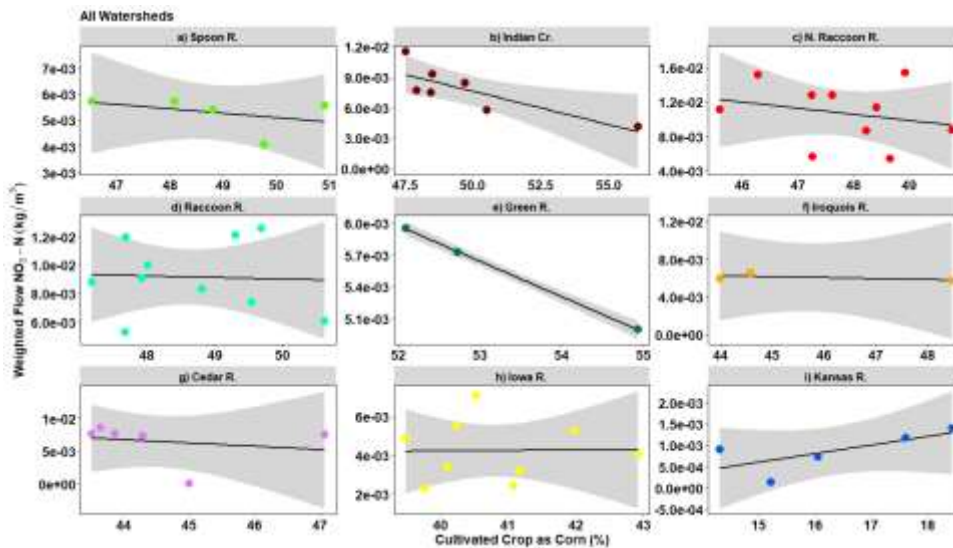 All Watersheds
a) Spoon R.
b) Indian Cr.
c) N. Raccoon R.
7e-03
6e-03
5e-03
4e-03
3e-03
47 48 49 50 51
1.2e-02
9.0e-03
6.0e-03
3.0e-03
0.0e+00
47.5 50.0 52.5 55.0
1.6e-02
1.2e-02
8.0e-03
4.0e-03
46 47 48 49
d) Raccoon R.
e) Green R.
f) Iroquois R.
1.2e-02
9.0e-03
6.0e-03
48 49 50
6.0e-03
5.7e-03
5.4e-03
5.1e-03
52 53 54 55
1.2e-02
8.0e-03
4.0e-03
0.0e+00
44 45 46 47 48
g) Cedar R.
h) Iowa R.
i) Kansas R.
1e-02
5e-03
0e+00
44 45 46 47
6e-03
4e-03
2e-03
40 41 42 43
2.0e-03
1.5e-03
1.0e-03
5.0e-04
0.0e+00
-5.0e-04
15 16 17 18
Weighted Flow NO₃ - N (kg/m³)
Cultivated Crop as Corn (%)